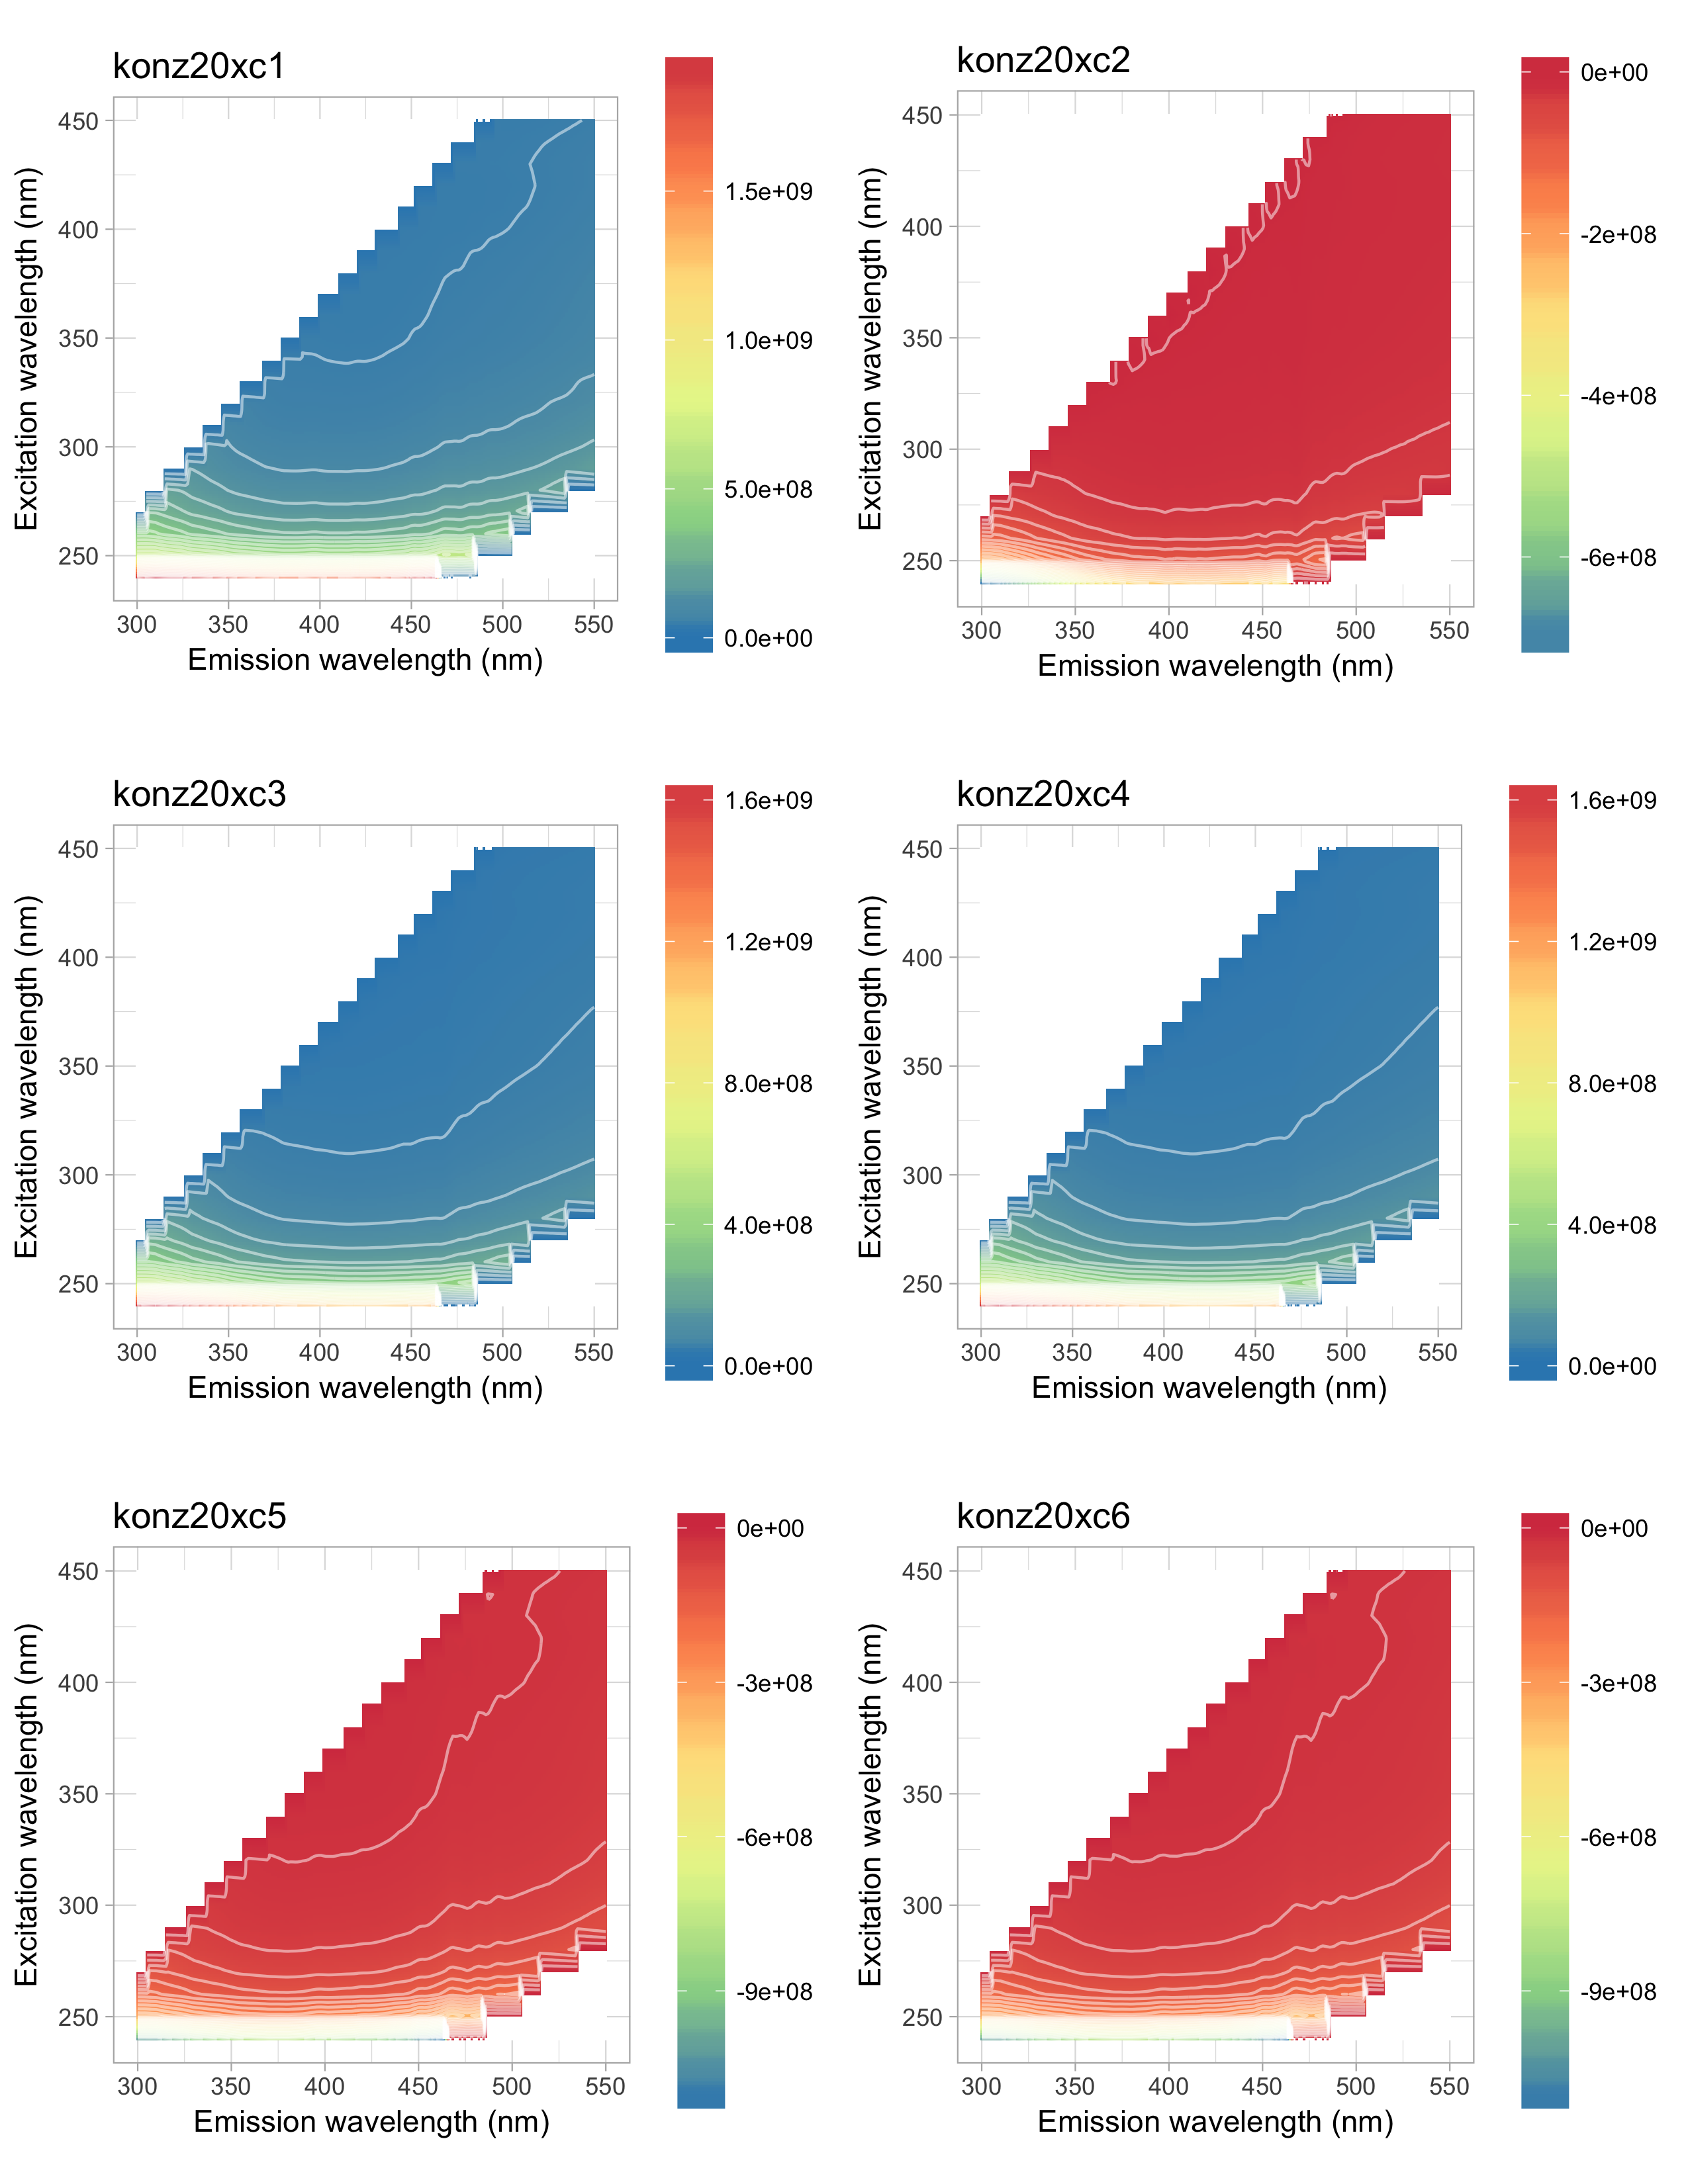 konz20xc1
Excitation wavelength (nm)
450
400
350
300
250
300 350 400 450 500 550
Emission wavelength (nm)
1.5e+09
1.0e+09
5.0e+08
0.0e+00
konz20xc2
Excitation wavelength (nm)
450
400
350
300
250
300 350 400 450 500 550
Emission wavelength (nm)
0e+00
-2e+08
-4e+08
-6e+08
konz20xc3
Excitation wavelength (nm)
450
400
350
300
250
300 350 400 450 500 550
Emission wavelength (nm)
1.6e+09
1.2e+09
8.0e+08
4.0e+08
0.0e+00
konz20xc4
Excitation wavelength (nm)
450
400
350
300
250
300 350 400 450 500 550
Emission wavelength (nm)
1.6e+09
1.2e+09
8.0e+08
4.0e+08
0.0e+00
konz20xc5
Excitation wavelength (nm)
450
400
350
300
250
300 350 400 450 500 550
Emission wavelength (nm)
0e+00
-3e+08
-6e+08
-9e+08
konz20xc6
Excitation wavelength (nm)
450
400
350
300
250
300 350 400 450 500 550
Emission wavelength (nm)
0e+00
-3e+08
-6e+08
-9e+08